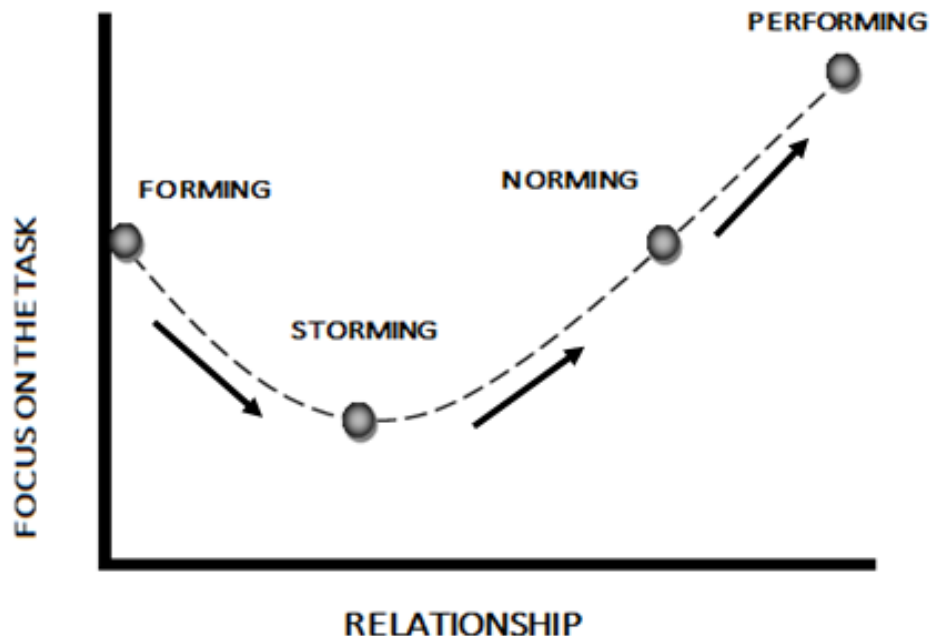 PERFORMING
FORMING
NORMING
STORMING
FOCUS ON THE TASK
RELATIONSHIP